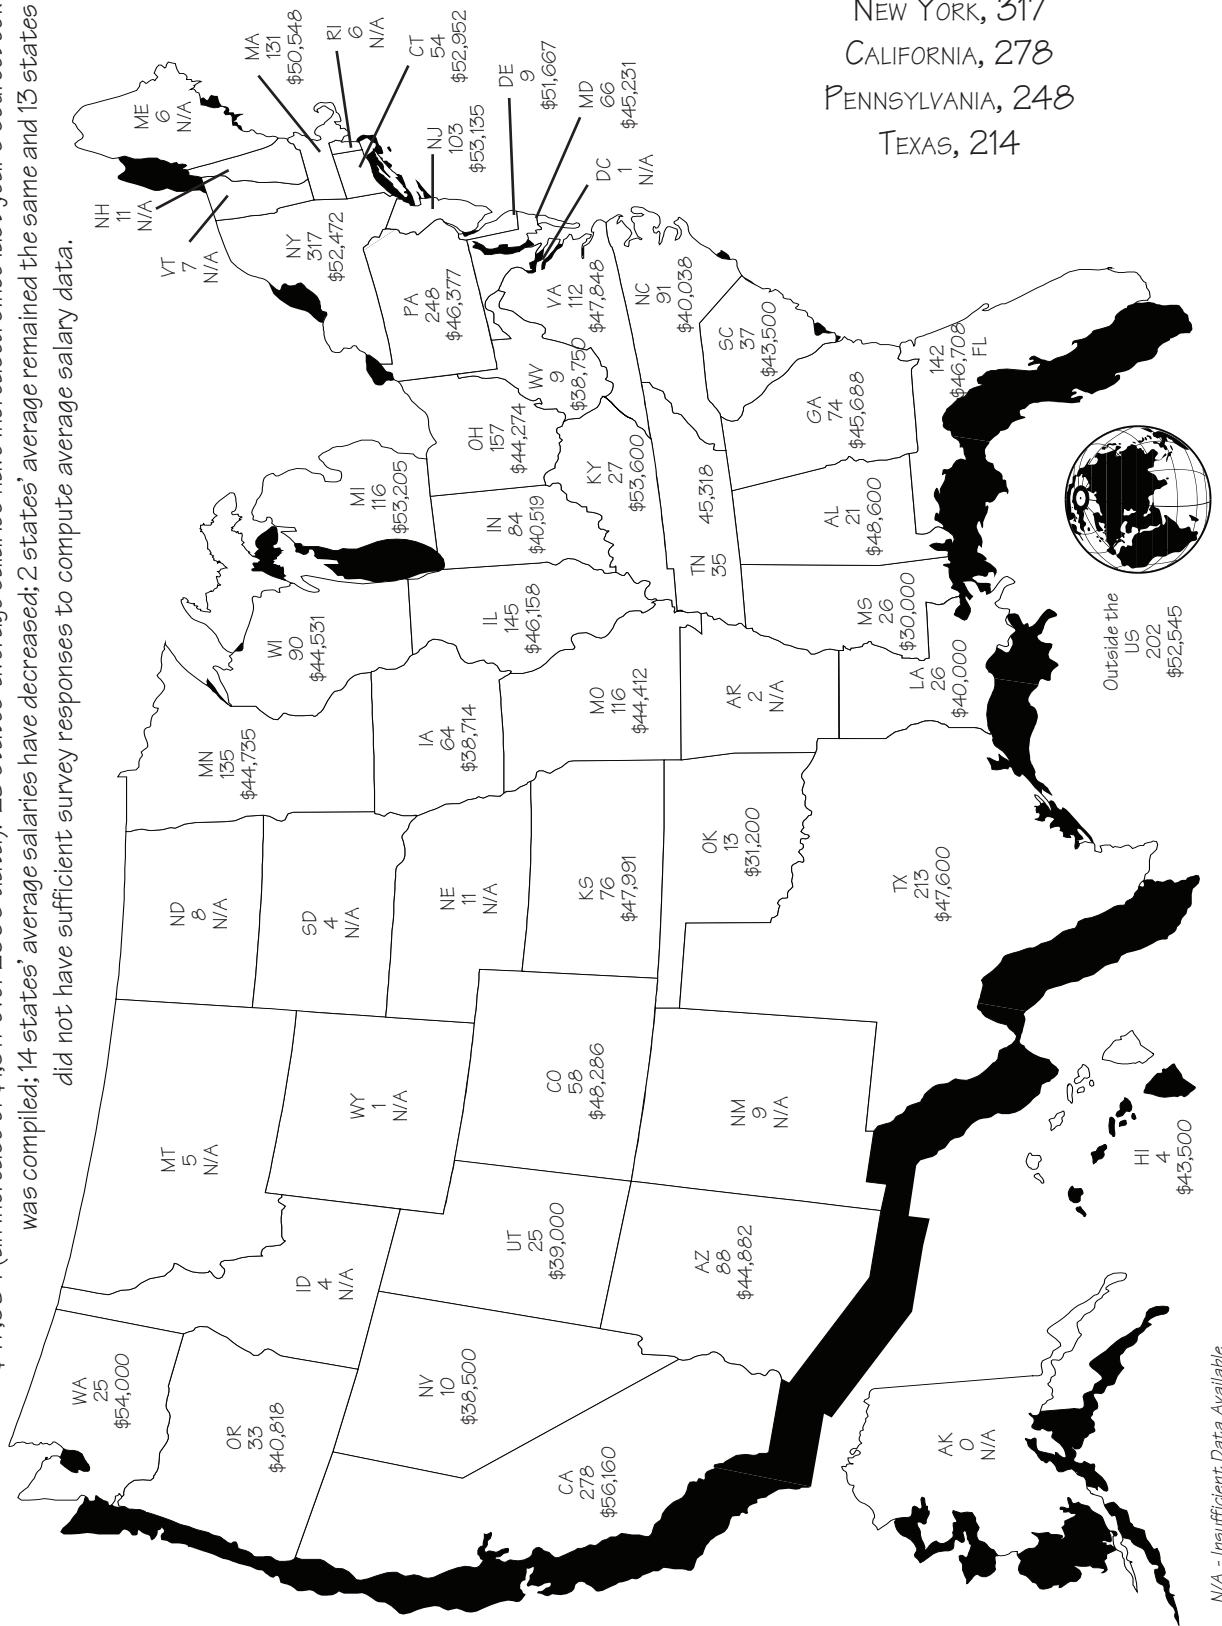 was compiled; 14 states' average salaries have decreased; 2 states' average remained the same and 13 states
did not have sufficient survey responses to compute average salary data.
New York, 317
California, 278
Pennsylvania, 248
Texas, 214
WA
25
$54,000
OR
33
$40,818
CA
278
$56,160
NV
10
$38,500
ID
4
N/A
MT
5
N/A
WY
1
N/A
UT
25
$39,000
AZ
88
$44,882
CO
58
$48,286
NM
9
N/A
ND
8
N/A
SD
4
N/A
NE
11
N/A
KS
76
$47,991
OK
13
$31,200
TX
213
$47,600
MN
135
$44,735
IA
64
$38,714
MO
116
$44,412
AR
2
N/A
LA
26
$40,000
WI
90
$44,531
IL
145
$46,158
MS
26
$30,000
MI
116
$53,205
IN
84
$40,519
OH
157
$44,274
KY
27
$53,600
TN
35
45,318
AL
21
$48,600
GA
74
$45,688
142
$46,708
FL
SC
37
$43,500
NC
91
$40,038
VA
112
$47,848
WV
9
$38,750
PA
248
$46,377
NY
317
$52,472
VT
7
N/A
NH
11
N/A
ME
6
N/A
MA
131
$50,548
RI
6
N/A
CT
54
$52,952
NJ
103
$53,135
DE
9
$51,667
MD
66
$45,231
DC
1
N/A
AK
0
N/A
HI
4
$43,500
Outside the
US
202
$52,545
N/A - Insufficient Data Available